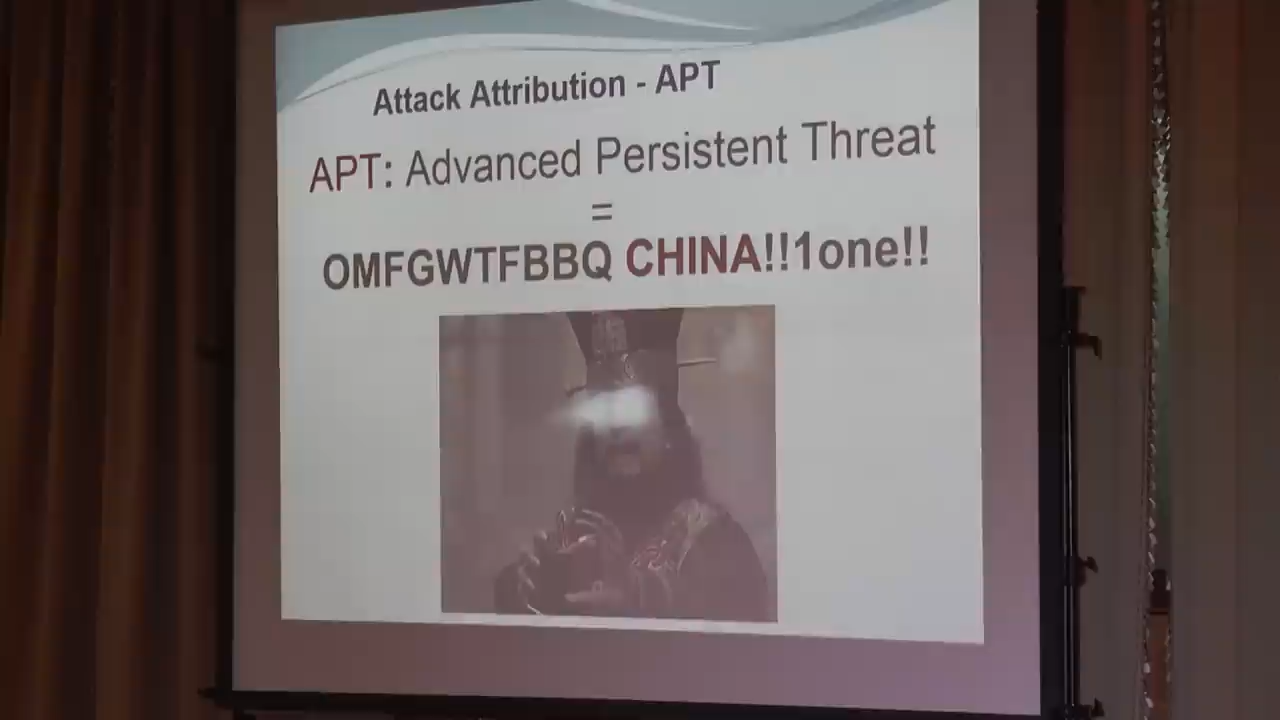 Attack Attribution - APT
APT: Advanced Persistent Threat
=
OMFGWTFBBQ CHINA!!1one!!